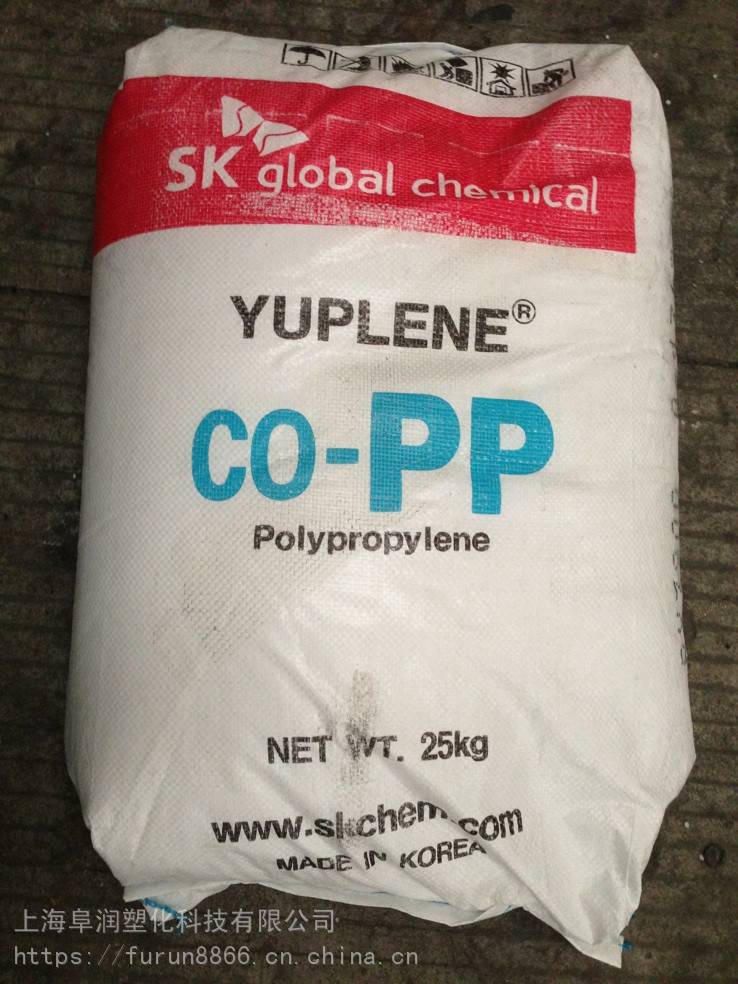 SK global chemical
YUPLENE®
CO-PP
Polypropylene
NET WT. 25kg
www.skchem.com
MADE IN KOREA
上海阜润塑化科技有限公司
https://furun8866.cn.china.cn